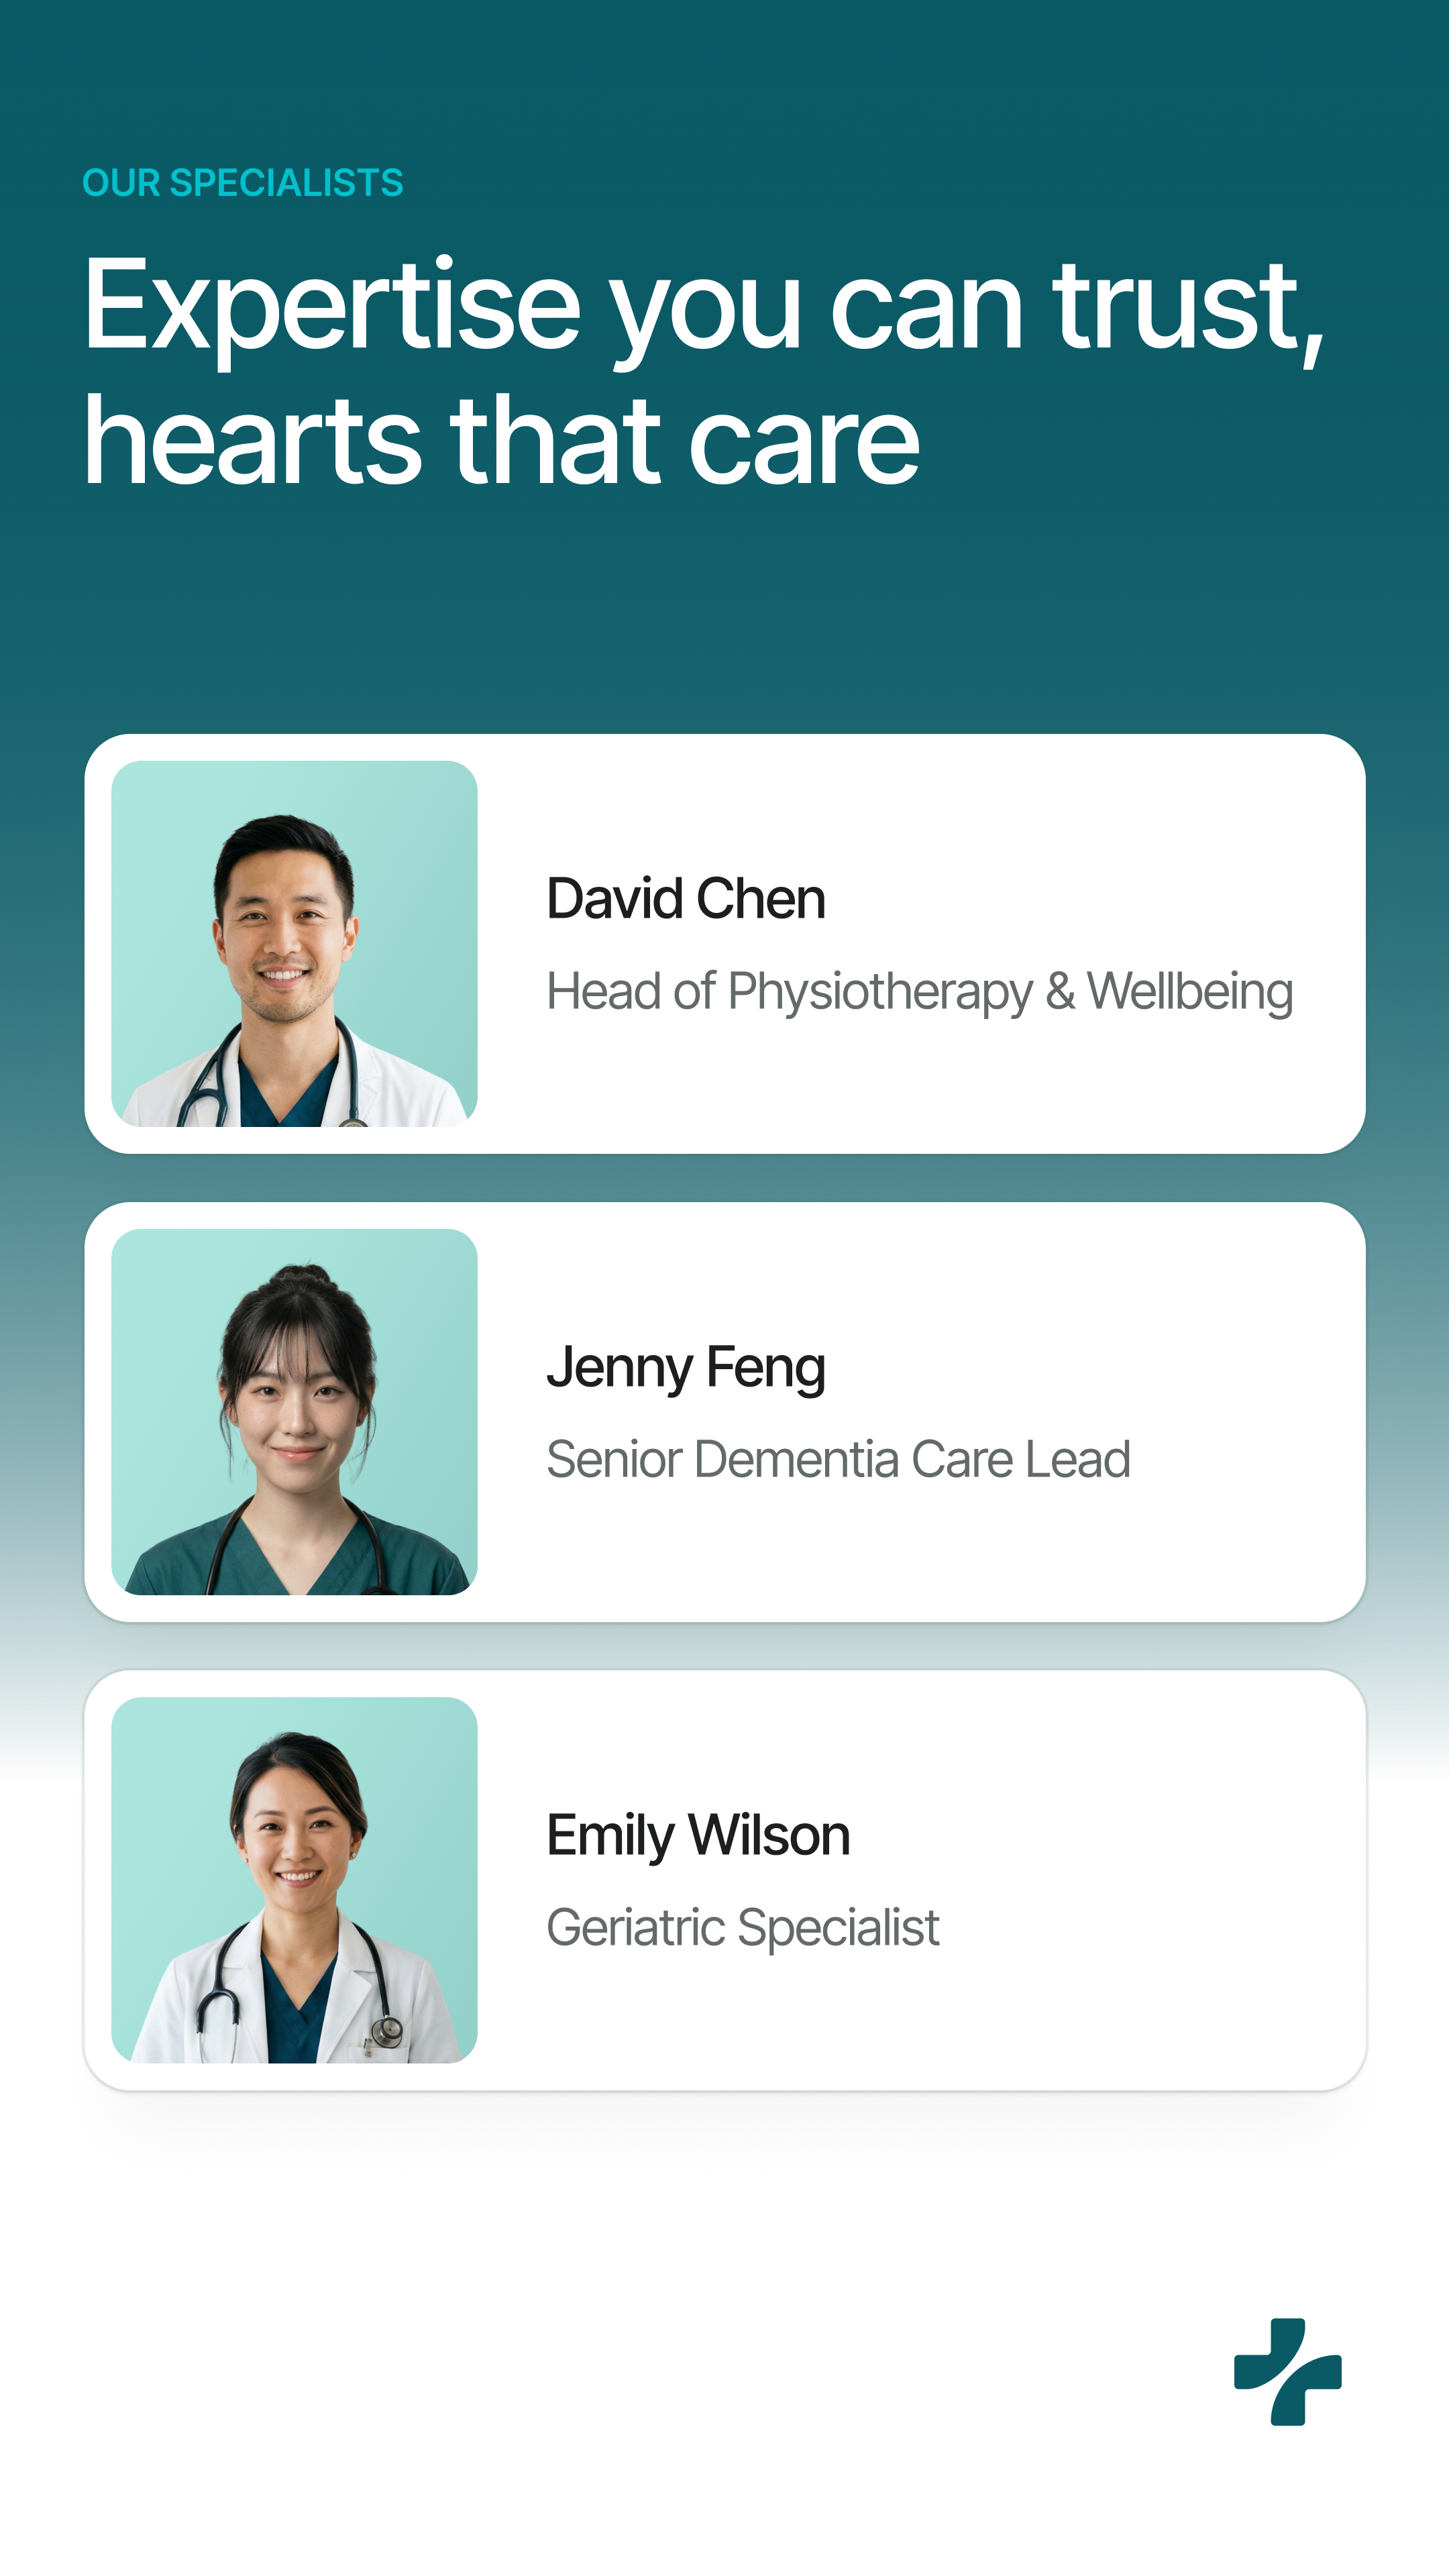 OUR SPECIALISTS
Expertise you can trust,
hearts that care
David Chen
Head of Physiotherapy & Wellbeing
Jenny Feng
Senior Dementia Care Lead
Emily Wilson
Geriatric Specialist